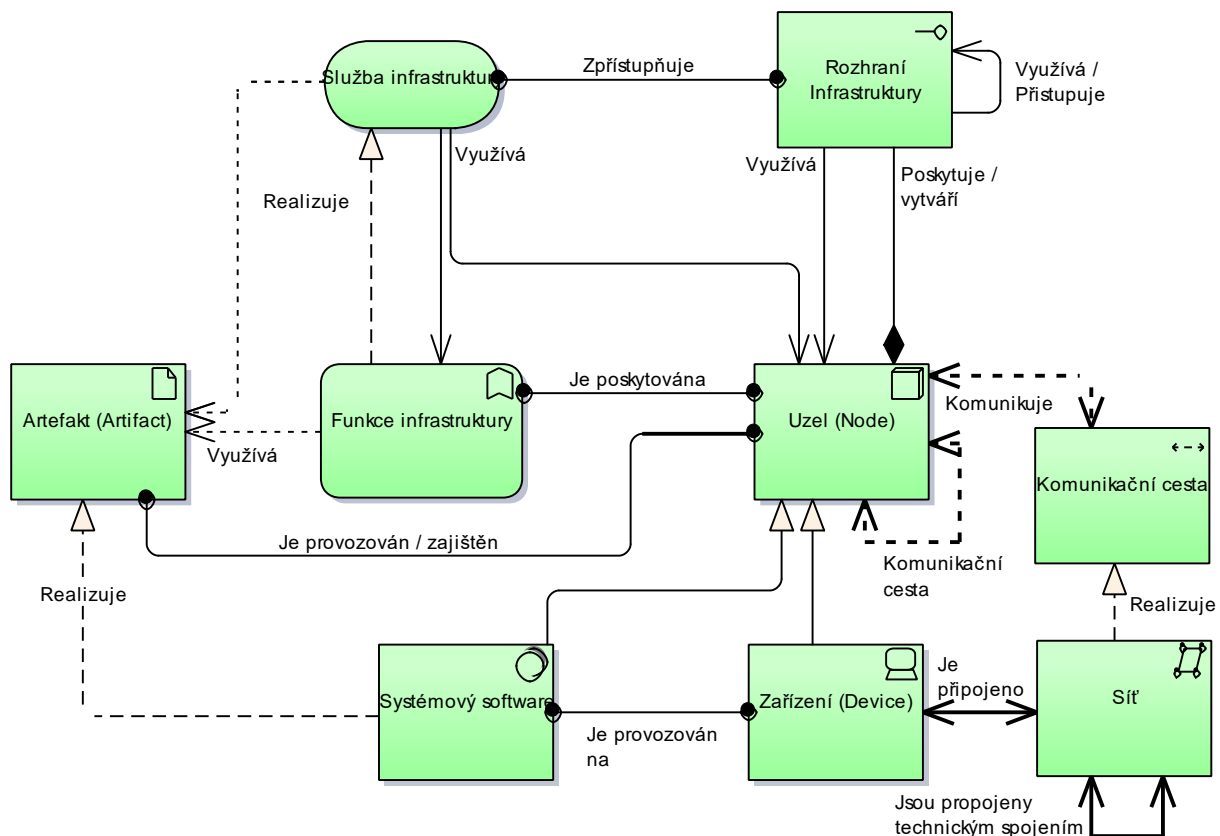 Služba infrastruktur
Zpřístupňuje
Rozhraní
Infrastruktury
Využívá /
Přistupuje
Využívá
Využívá
Poskytuje /
vytváří
Realizuje
Artefakt (Artifact)
Využívá
Funkce infrastruktury
Je poskytována
Uzel (Node)
Komunikuje
Komunikační cesta
Je provozován / zajištěn
Komunikační
cesta
Realizuje
Realizuje
Systémový software
Je provozován
na
Zařízení (Device)
Je
připojeno
Síť
Jsou propojeny
technickým spojením